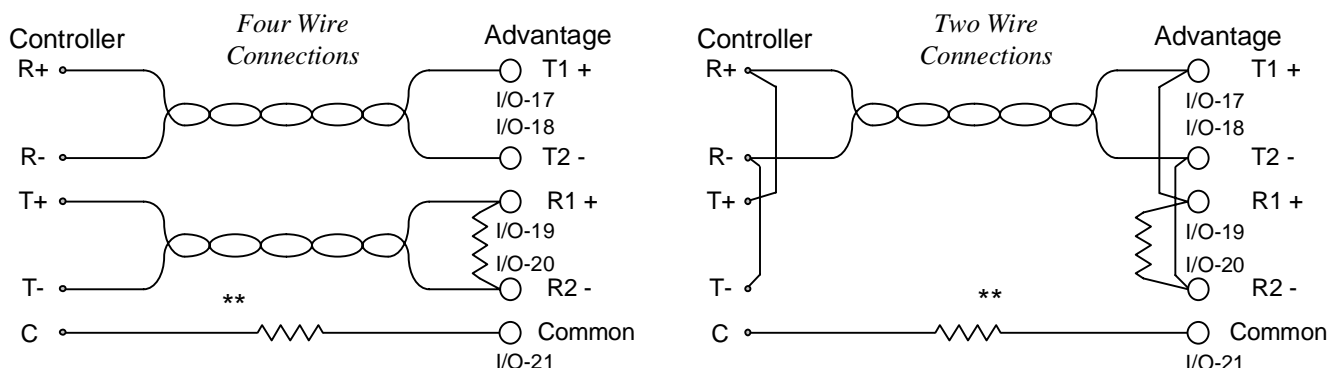 Four Wire
Connections
Controller
Advantage
R+
T1 +
I/O-17
I/O-18
R-
T2 -
T+
R1 +
I/O-19
I/O-20
T-
R2 -
**
C
Common
I/O-21
Two Wire
Connections
Controller
Advantage
R+
T1 +
I/O-17
I/O-18
R-
T2 -
T+
R1 +
I/O-19
I/O-20
T-
R2 -
**
C
Common
I/O-21